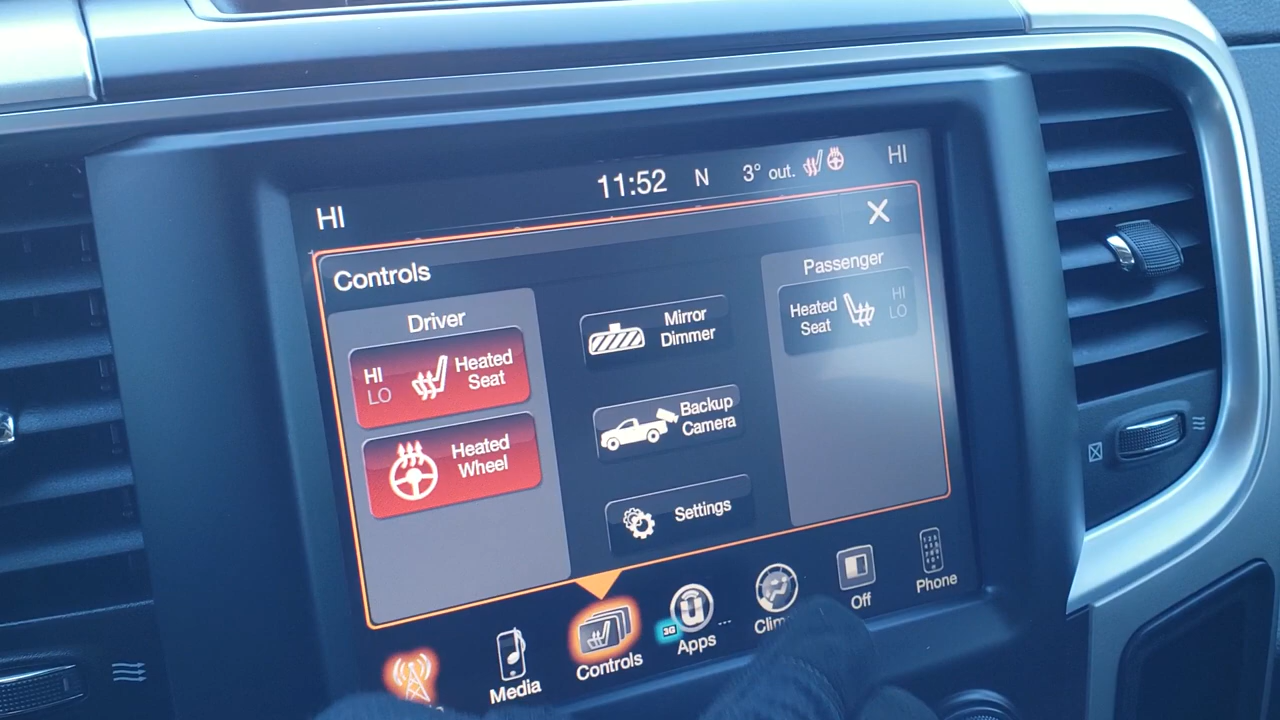 HI
11:52 N 3° out. HI
Controls
Driver
HI
LO
Heated
Seat
Heated
Wheel
Mirror
Dimmer
Backup
Camera
Settings
Passenger
Heated
Seat
HI
LO
Media
Controls
3G
Apps
Off
Phone